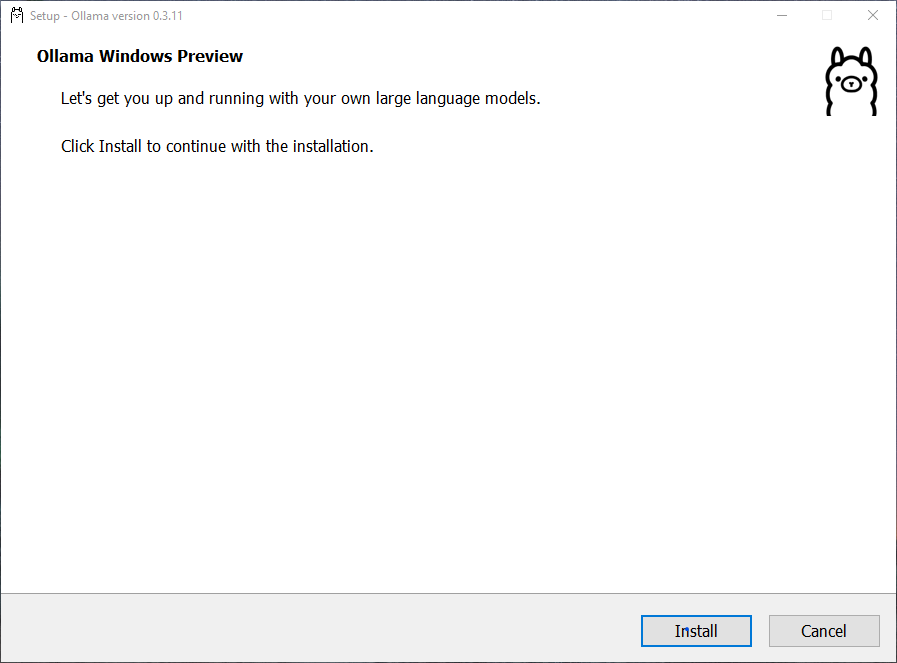 Setup - Ollama version 0.3.11
Ollama Windows Preview
Let's get you up and running with your own large language models.
Click Install to continue with the installation.
Install
Cancel